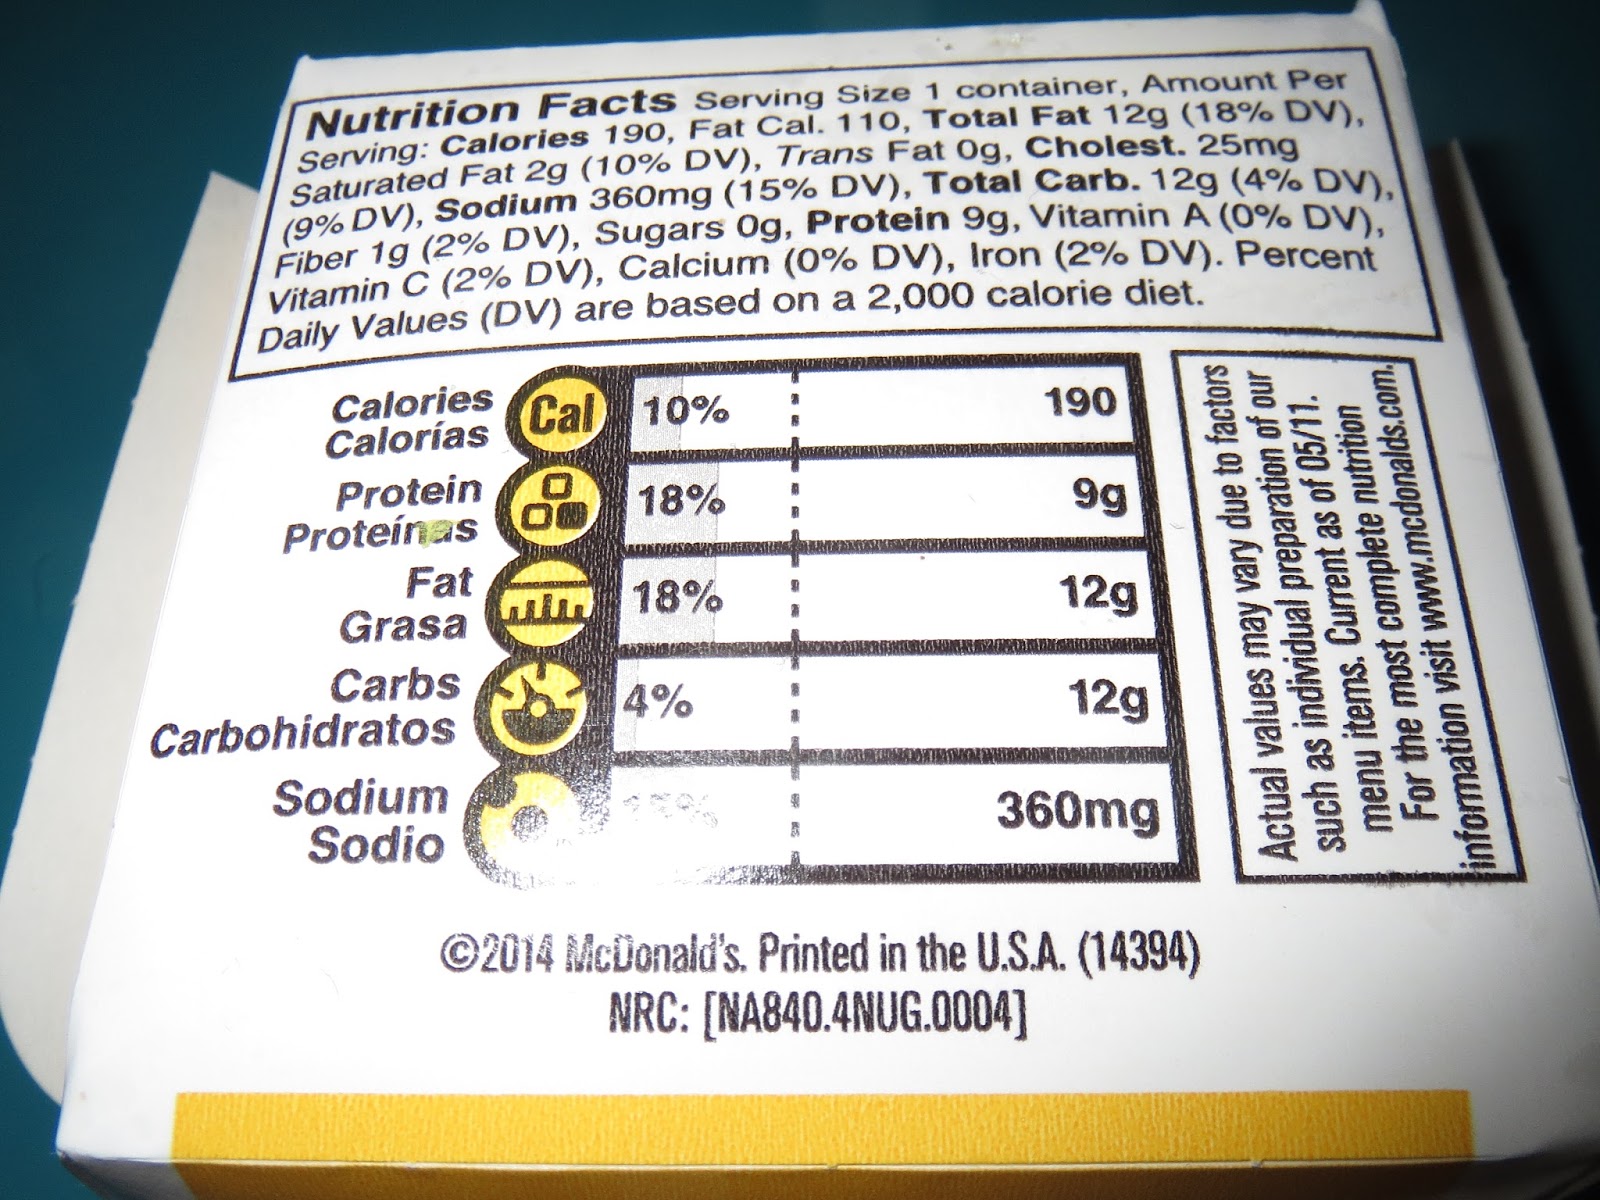 Nutrition Facts Serving Size 1 container, Amount Per
Serving: Calories 190, Fat Cal. 110, Total Fat 12g (18% DV),
Saturated Fat 2g (10% DV), Trans Fat 0g, Cholest. 25mg
(9% DV), Sodium 360mg (15% DV), Total Carb. 12g (4% DV),
Fiber 1g (2% DV), Sugars 0g, Protein 9g, Vitamin A (0% DV),
Vitamin C (2% DV), Calcium (0% DV), Iron (2% DV). Percent
Daily Values (DV) are based on a 2,000 calorie diet.
Calories
Calorías
Cal 10% 190
Protein
Proteínas
18% 9g
Fat
Grasa
18% 12g
Carbs
Carbohidratos
4% 12g
Sodium
Sodio
15% 360mg
Actual values may vary due to factors
such as individual preparation of our
menu items. Current as of 05/11.
For the most complete nutrition
information visit www.mcdonalds.com.
©2014 McDonald's. Printed in the U.S.A. (14394)
NRC: [NA840.4NUG.0004]